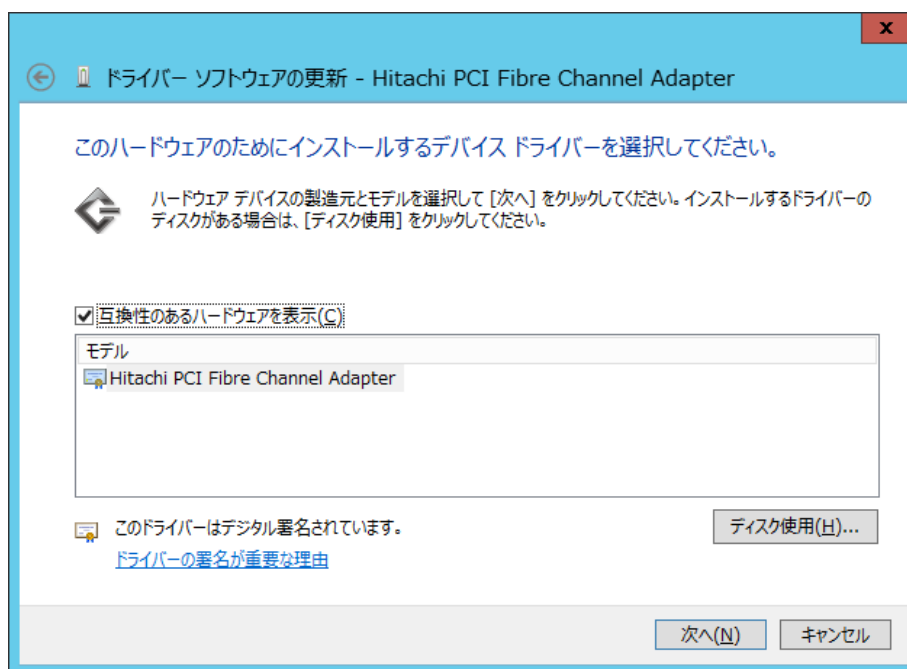 x
ドライバー ソフトウェアの更新 - Hitachi PCI Fibre Channel Adapter
このハードウェアのためにインストールするデバイス ドライバーを選択してください。
ハードウェア デバイスの製造元とモデルを選択して [次へ] をクリックしてください。インストールするドライバーの
ディスクがある場合は、[ディスク使用] をクリックしてください。
互換性のあるハードウェアを表示(C)
モデル
Hitachi PCI Fibre Channel Adapter
このドライバーはデジタル署名されています。
ディスク使用(H)...
ドライバーの署名が重要な理由
次へ(N)
キャンセル